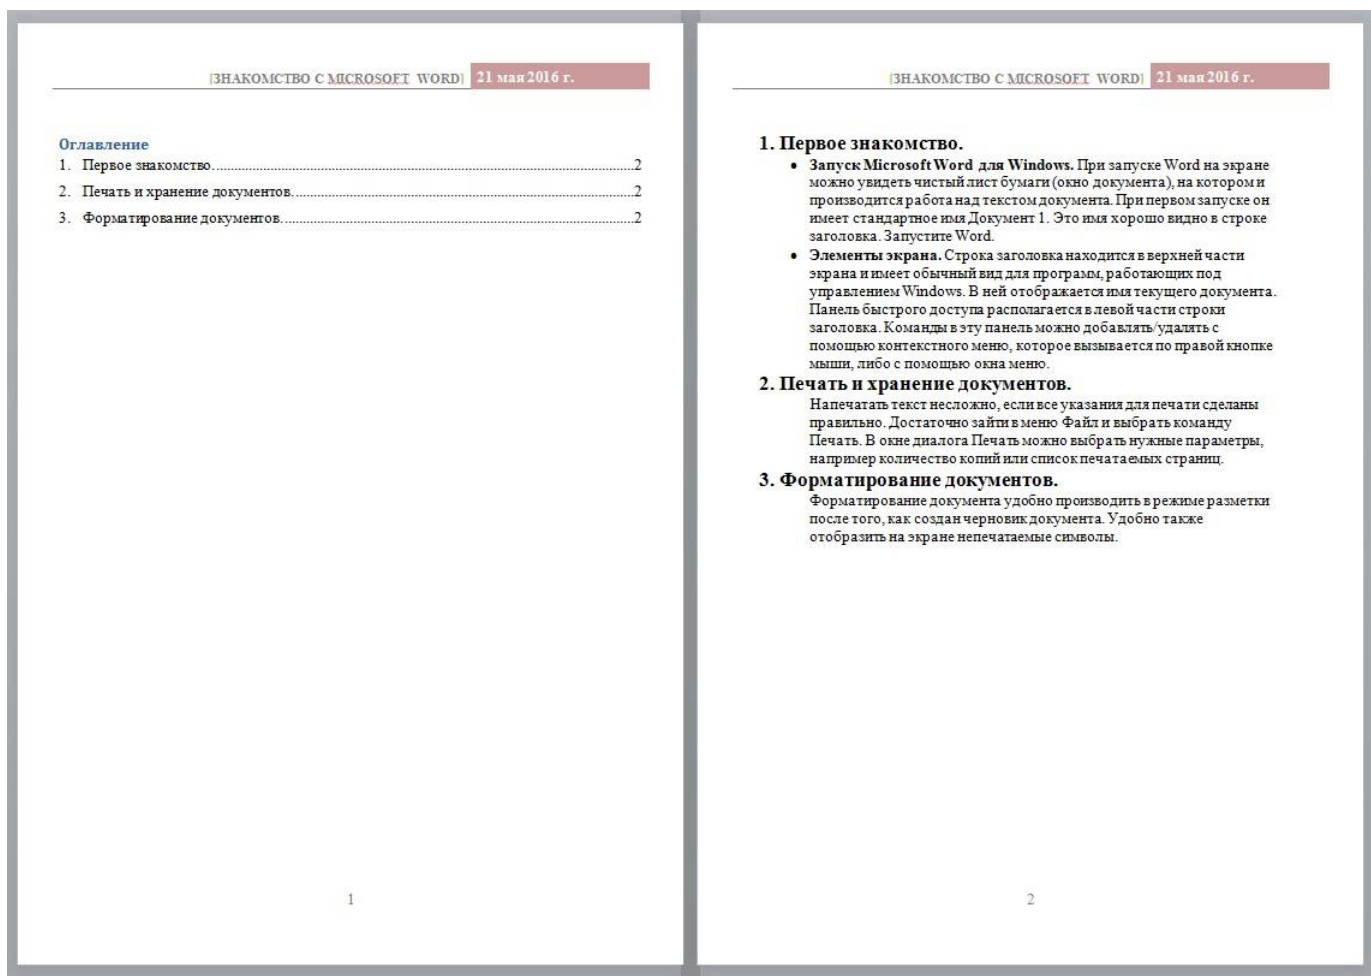 [ЗНАКОМСТВО С MICROSOFT WORD] 21 мая 2016 г.
Оглавление
1. Первое знакомство. 2
2. Печать и хранение документов. 2
3. Форматирование документов. 2
1
[ЗНАКОМСТВО С MICROSOFT WORD] 21 мая 2016 г.
1. Первое знакомство.
• Запуск Microsoft Word для Windows. При запуске Word на экране
можно увидеть чистый лист бумаги (окно документа), на котором и
производится работа над текстом документа. При первом запуске он
имеет стандартное имя Документ 1. Это имя хорошо видно в строке
заголовка. Запустите Word.
• Элементы экрана. Строка заголовка находится в верхней части
экрана и имеет обычный вид для программ, работающих под
управлением Windows. В ней отображается имя текущего документа.
Панель быстрого доступа располагается в левой части строки
заголовка. Команды в эту панель можно добавлять/удалять с
помощью контекстного меню, которое вызывается по правой кнопке
мыши, либо с помощью окна меню.
2. Печать и хранение документов.
Напечатать текст несложно, если все указания для печати сделаны
правильно. Достаточно зайти в меню Файл и выбрать команду
Печать. В окне диалога Печать можно выбрать нужные параметры,
например количество копий или список печатаемых страниц.
3. Форматирование документов.
Форматирование документа удобно производить в режиме разметки
после того, как создан черновик документа. Удобно также
отобразить на экране непечатаемые символы.
2